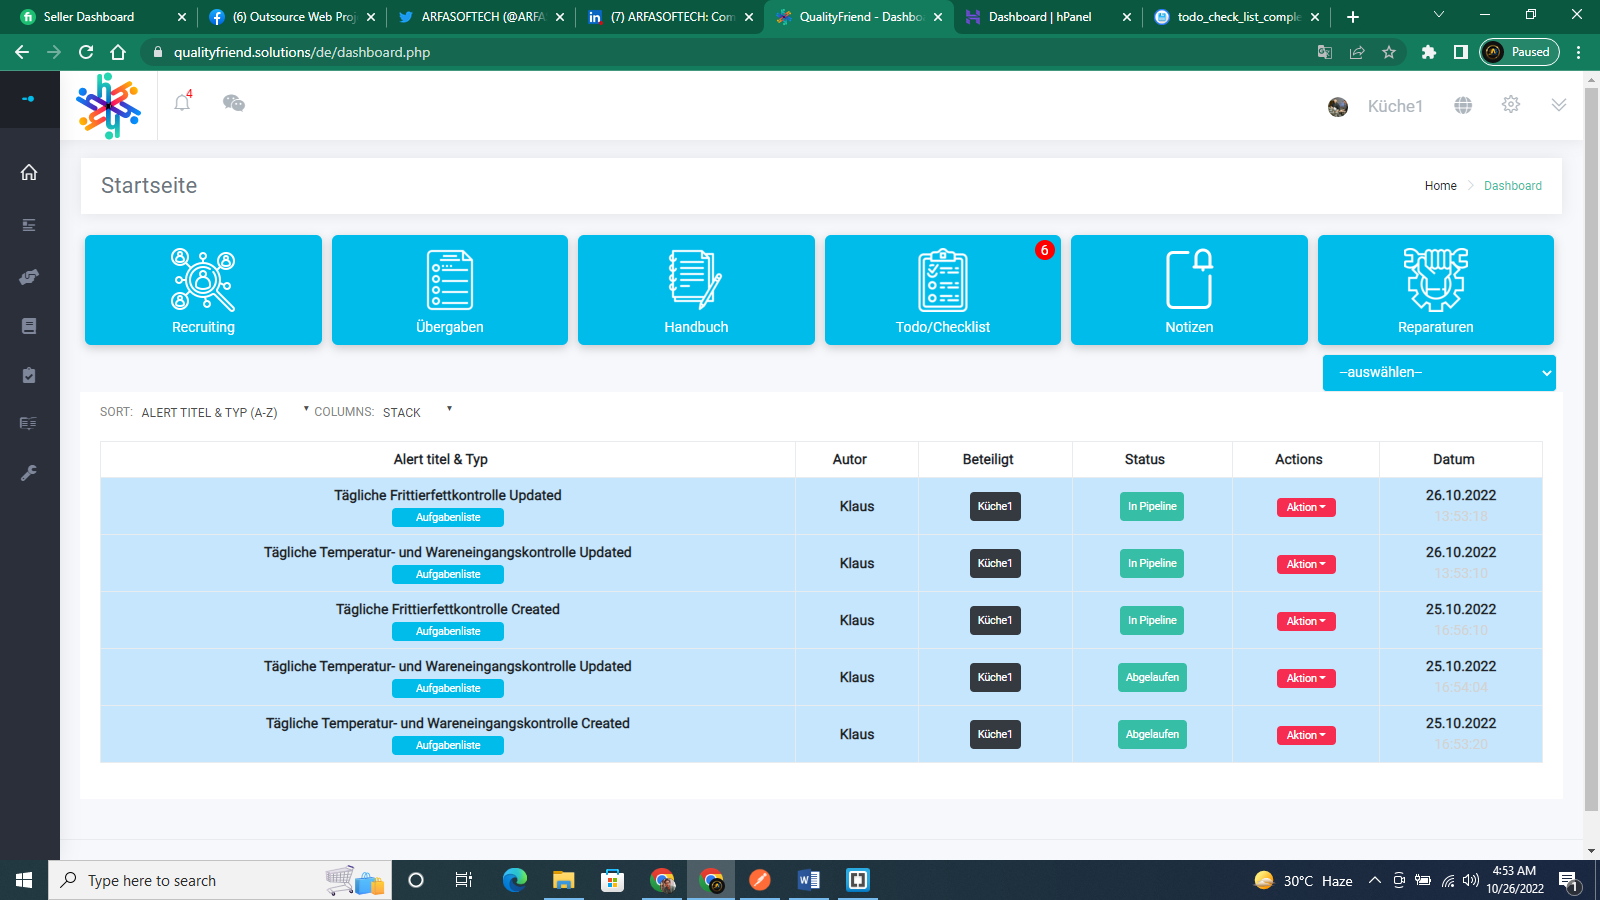 Seller Dashboard
(6) Outsource Web Proj
ARFASOFTECH (@ARFA
(7) ARFASOFTECH: Com
QualityFriend - Dashbo
Dashboard | hPanel
todo_check_list_comple
qualityfriend.solutions/de/dashboard.php
Paused
4
Küche1
Startseite
Home
Dashboard
Recruiting
Übergaben
Handbuch
6
Todo/Checklist
Notizen
Reparaturen
--auswählen--
SORT: ALERT TITEL & TYP (A-Z) COLUMNS: STACK
Alert titel & Typ Autor Beteiligt Status Actions Datum
Tägliche Frittierfettkontrolle Updated
Aufgabenliste
Klaus Küche1 In Pipeline Aktion
26.10.2022
13:53:18
Tägliche Temperatur- und Wareneingangskontrolle Updated
Aufgabenliste
Klaus Küche1 In Pipeline Aktion
26.10.2022
13:53:10
Tägliche Frittierfettkontrolle Created
Aufgabenliste
Klaus Küche1 In Pipeline Aktion
25.10.2022
16:56:10
Tägliche Temperatur- und Wareneingangskontrolle Updated
Aufgabenliste
Klaus Küche1 Abgelaufen Aktion
25.10.2022
16:54:04
Tägliche Temperatur- und Wareneingangskontrolle Created
Aufgabenliste
Klaus Küche1 Abgelaufen Aktion
25.10.2022
16:53:20
Type here to search
30°C Haze
4:53 AM
10/26/2022
1